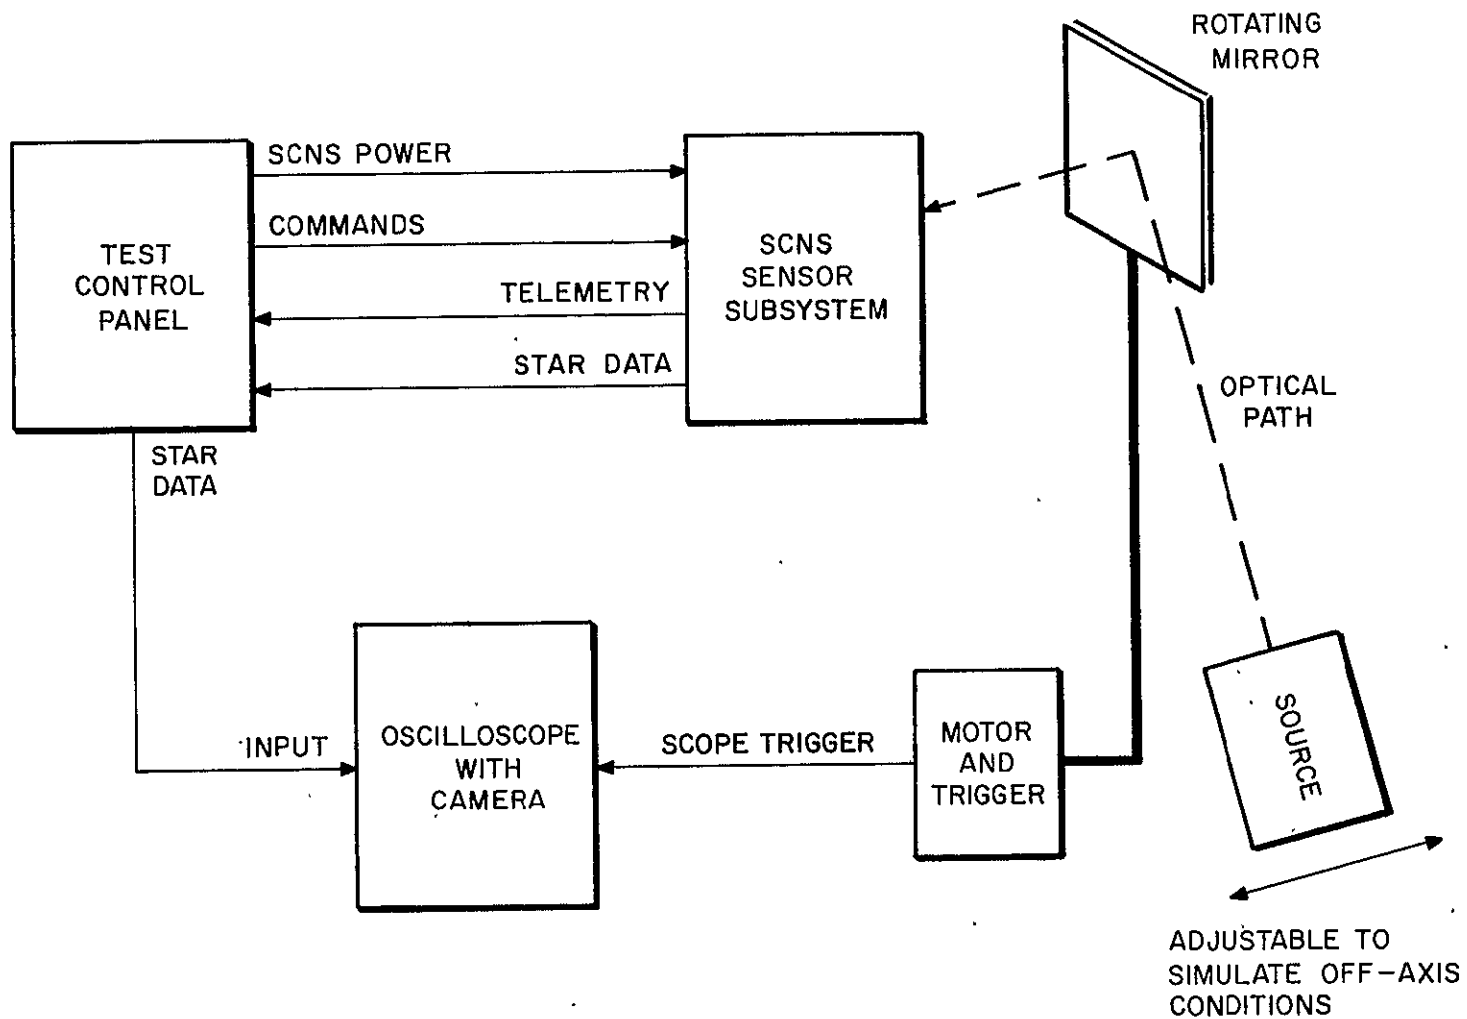 ROTATING
MIRROR
SCNS POWER
COMMANDS
TELEMETRY
STAR DATA
TEST
CONTROL
PANEL
SCNS
SENSOR
SUBSYSTEM
OPTICAL
PATH
STAR
DATA
INPUT
OSCILLOSCOPE
WITH
CAMERA
SCOPE TRIGGER
MOTOR
AND
TRIGGER
SOURCE
ADJUSTABLE TO
SIMULATE OFF-AXIS
CONDITIONS